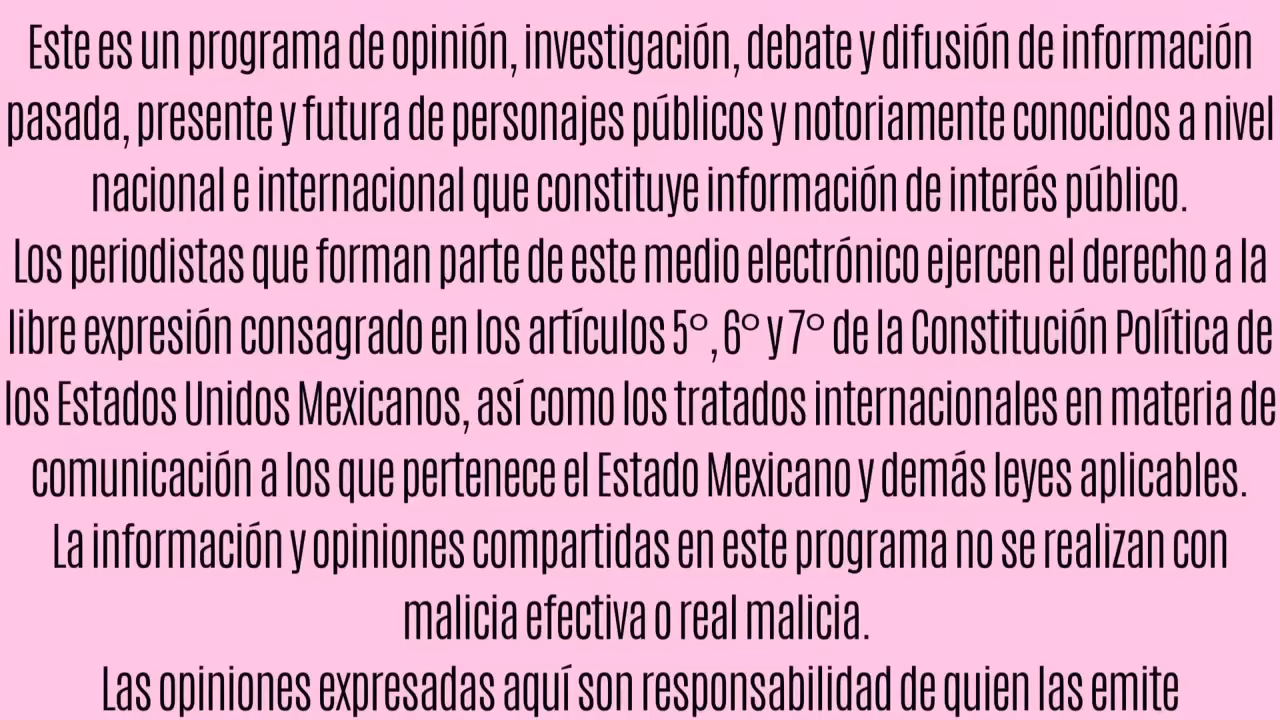 Este es un programa de opinión, investigación, debate y difusión de información
pasada, presente y futura de personajes públicos y notoriamente conocidos a nivel
nacional e internacional que constituye información de interés público.
Los periodistas que forman parte de este medio electrónico ejercen el derecho a la
libre expresión consagrado en los artículos 5º, 6º y 7º de la Constitución Política de
los Estados Unidos Mexicanos, así como los tratados internacionales en materia de
comunicación a los que pertenece el Estado Mexicano y demás leyes aplicables.
La información y opiniones compartidas en este programa no se realizan con
malicia efectiva o real malicia.
Las opiniones expresadas aquí son responsabilidad de quien las emite